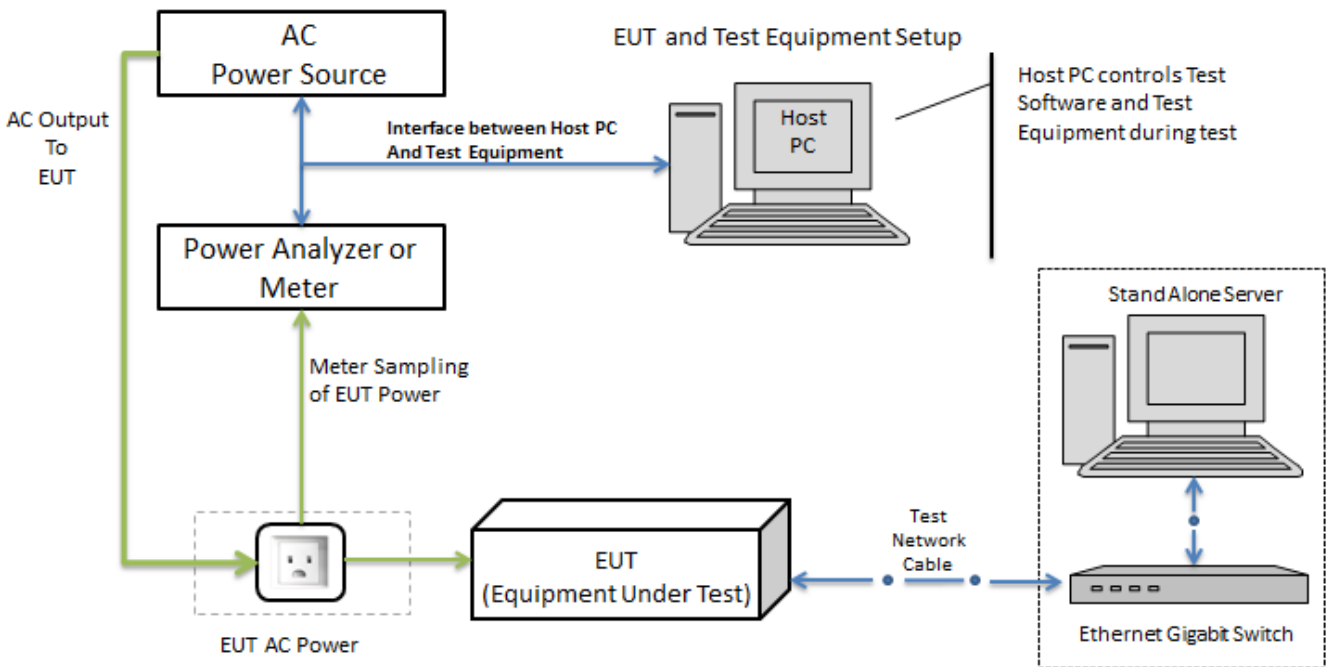 AC
Power Source
EUT and Test Equipment Setup
Host PC controls Test
Software and Test
Equipment during test
Host
PC
AC Output
To
EUT
Interface between Host PC
And Test Equipment
Power Analyzer or
Meter
Stand Alone Server
Meter Sampling
of EUT Power
Test
Network
Cable
EUT
(Equipment Under Test)
EUT AC Power
Ethernet Gigabit Switch